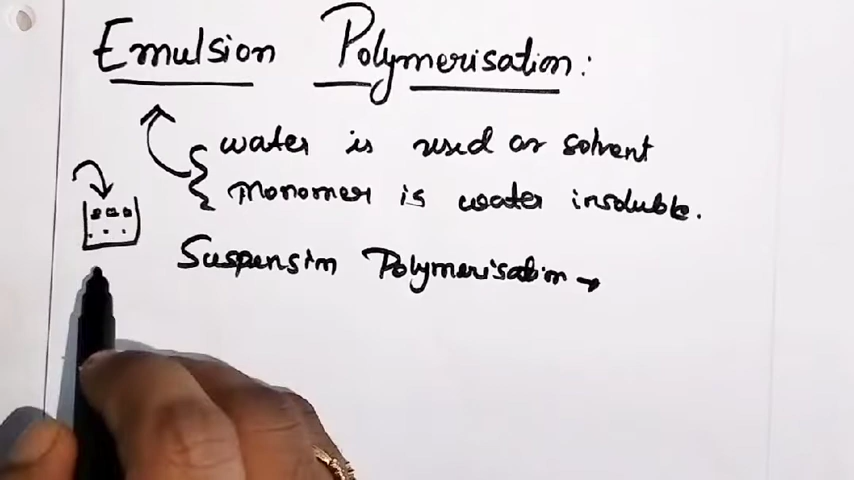 Emulsion Polymerisation:
water is used as solvent
Monomer is water insoluble.
Suspension Polymerisation →